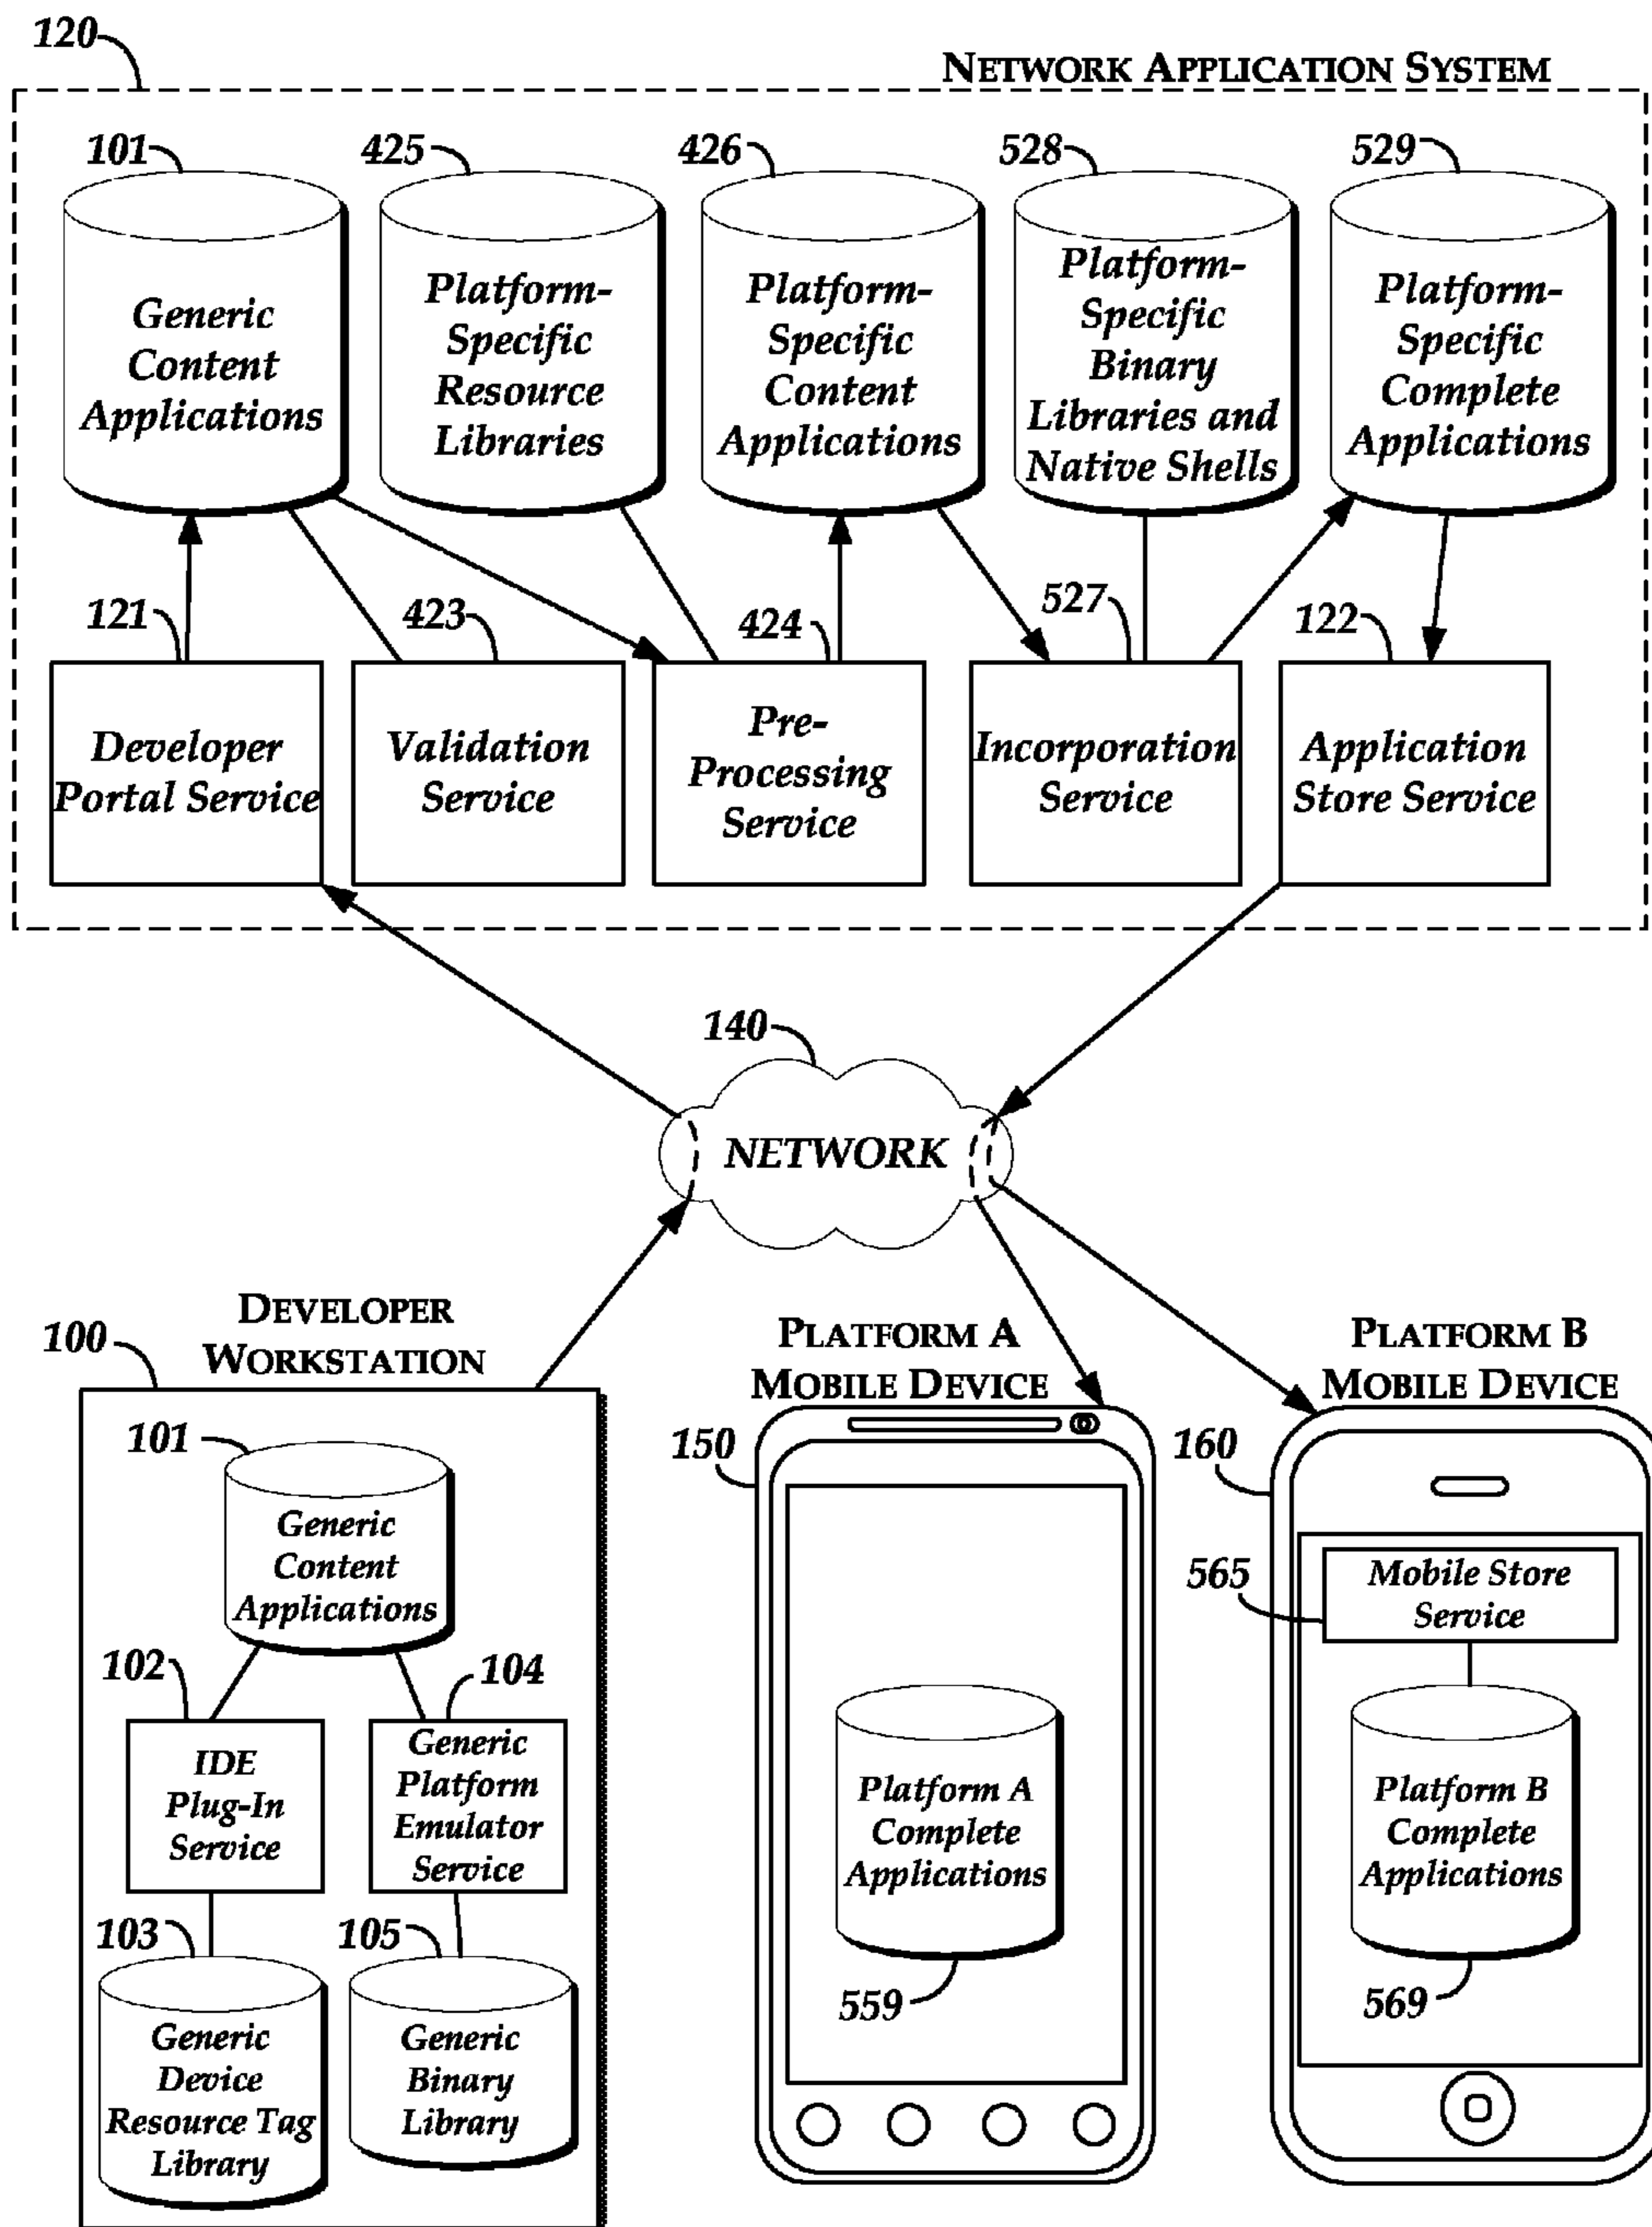 120
NETWORK APPLICATION SYSTEM
101
425
426
528
529
Generic
Content
Applications
Platform-
Specific
Resource
Libraries
Platform-
Specific
Content
Applications
Platform-
Specific
Binary
Libraries and
Native Shells
Platform-
Specific
Complete
Applications
121
423
424
527
122
Developer
Portal Service
Validation
Service
Pre-
Processing
Service
Incorporation
Service
Application
Store Service
140
NETWORK
100
DEVELOPER
WORKSTATION
101
Generic
Content
Applications
102
104
IDE
Plug-In
Service
Generic
Platform
Emulator
Service
103
105
Generic
Device
Resource Tag
Library
Generic
Binary
Library
PLATFORM A
MOBILE DEVICE
150
Platform A
Complete
Applications
559
PLATFORM B
MOBILE DEVICE
160
565
Mobile Store
Service
Platform B
Complete
Applications
569